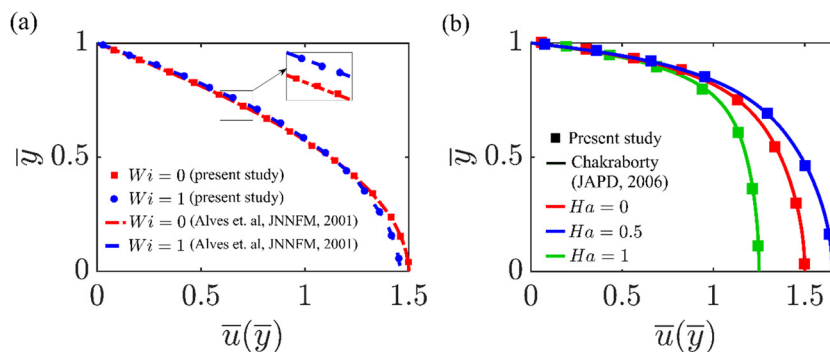 (a)
1
ȳ
0.5
0
Wi = 0 (present study)
Wi = 1 (present study)
Wi = 0 (Alves et. al, JNNFM, 2001)
Wi = 1 (Alves et. al, JNNFM, 2001)
0
0.5
1
1.5
u̅(ȳ)
(b)
1
ȳ
0.5
0
Present study
Chakraborty
(JAPD, 2006)
Ha = 0
Ha = 0.5
Ha = 1
0
0.5
1
1.5
u̅(ȳ)